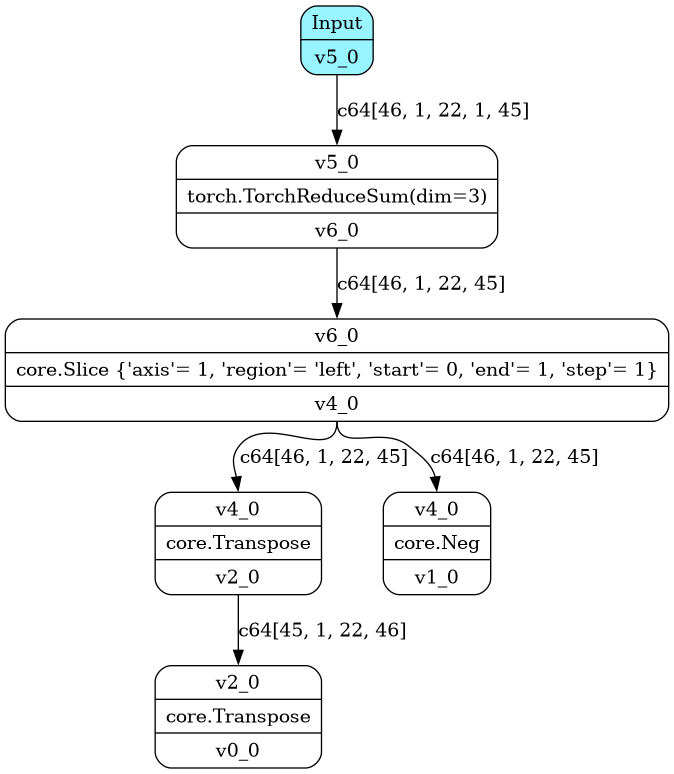 Input
v5_0
c64[46, 1, 22, 1, 45]
v5_0
torch.TorchReduceSum(dim=3)
v6_0
c64[46, 1, 22, 45]
v6_0
core.Slice {'axis'= 1, 'region'= 'left', 'start'= 0, 'end'= 1, 'step'= 1}
v4_0
c64[46, 1, 22, 45]
c64[46, 1, 22, 45]
v4_0
core.Transpose
v2_0
v4_0
core.Neg
v1_0
c64[45, 1, 22, 46]
v2_0
core.Transpose
v0_0